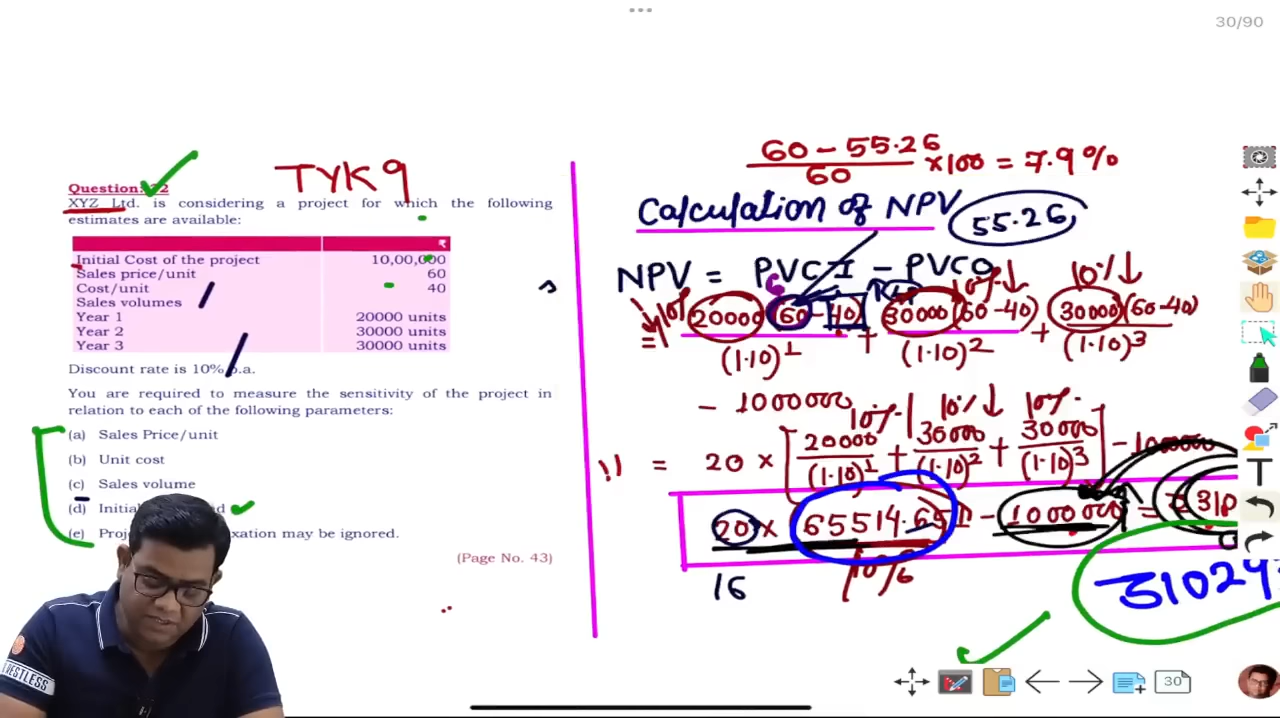 30/90
TYK 9
Question:
XYZ Ltd. is considering a project for which the following
estimates are available:
₹
Initial Cost of the project 10,00,000
Sales price/unit 60
Cost/unit 40
Sales volumes
Year 1 20000 units
Year 2 30000 units
Year 3 30000 units
Discount rate is 10% p.a.
You are required to measure the sensitivity of the project in
relation to each of the following parameters:
(a) Sales Price/unit
(b) Unit cost
(c) Sales volume
(d)
(e) may be ignored.
(Page No. 43)
60 - 55.26 / 60 × 100 = 7.9%
Calculation of NPV 55.26
NPV = PVCI - PVCO
10% ↓ 10% ↓
= 20000 (60 - 40) / (1.10)^1 + 30000 (60-40) / (1.10)^2 + 30000 (60-40) / (1.10)^3
- 1000000
10% 10% ↓ 10%
= 20 × [20000 / (1.10)^1 + 30000 / (1.10)^2 + 30000 / (1.10)^3] - 1000000
20 × 65514.65 - 1000000 =
16 10%
RESTLESS
T
30